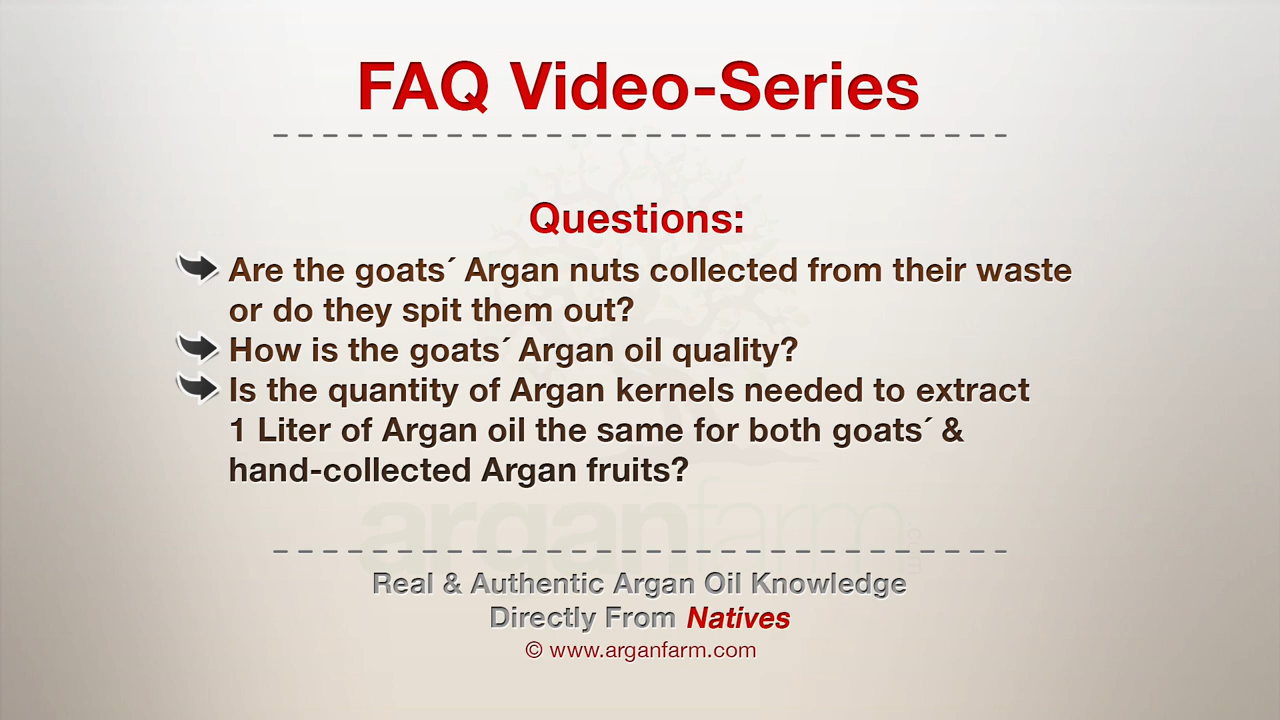 FAQ Video-Series
Questions:
Are the goats´ Argan nuts collected from their waste
or do they spit them out?
How is the goats´ Argan oil quality?
Is the quantity of Argan kernels needed to extract
1 Liter of Argan oil the same for both goats´ &
hand-collected Argan fruits?
arganfarm.com
Real & Authentic Argan Oil Knowledge
Directly From Natives
© www.arganfarm.com